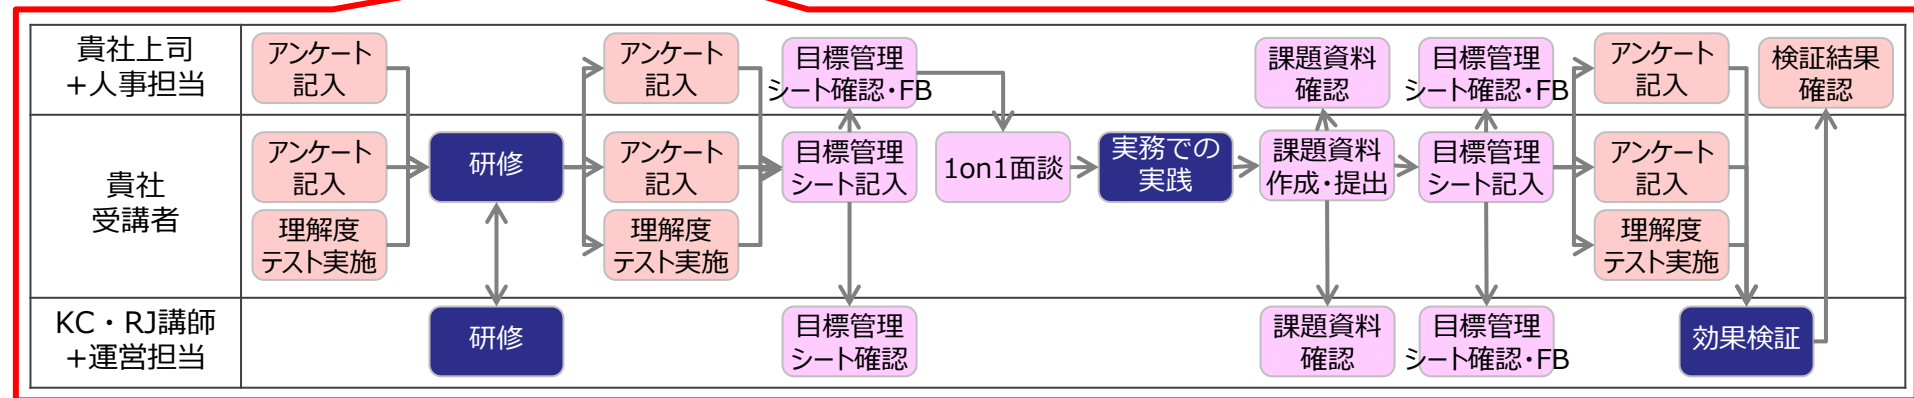 貴社上司
+人事担当
アンケート
記入
アンケート
記入
目標管理
シート確認・FB
課題資料
確認
目標管理
シート確認・FB
アンケート
記入
検証結果
確認
貴社
受講者
アンケート
記入
理解度
テスト実施
研修
アンケート
記入
理解度
テスト実施
目標管理
シート記入
1on1面談
実務での
実践
課題資料
作成・提出
目標管理
シート記入
アンケート
記入
理解度
テスト実施
KC・RJ講師
+運営担当
研修
目標管理
シート確認
課題資料
確認
目標管理
シート確認・FB
効果検証